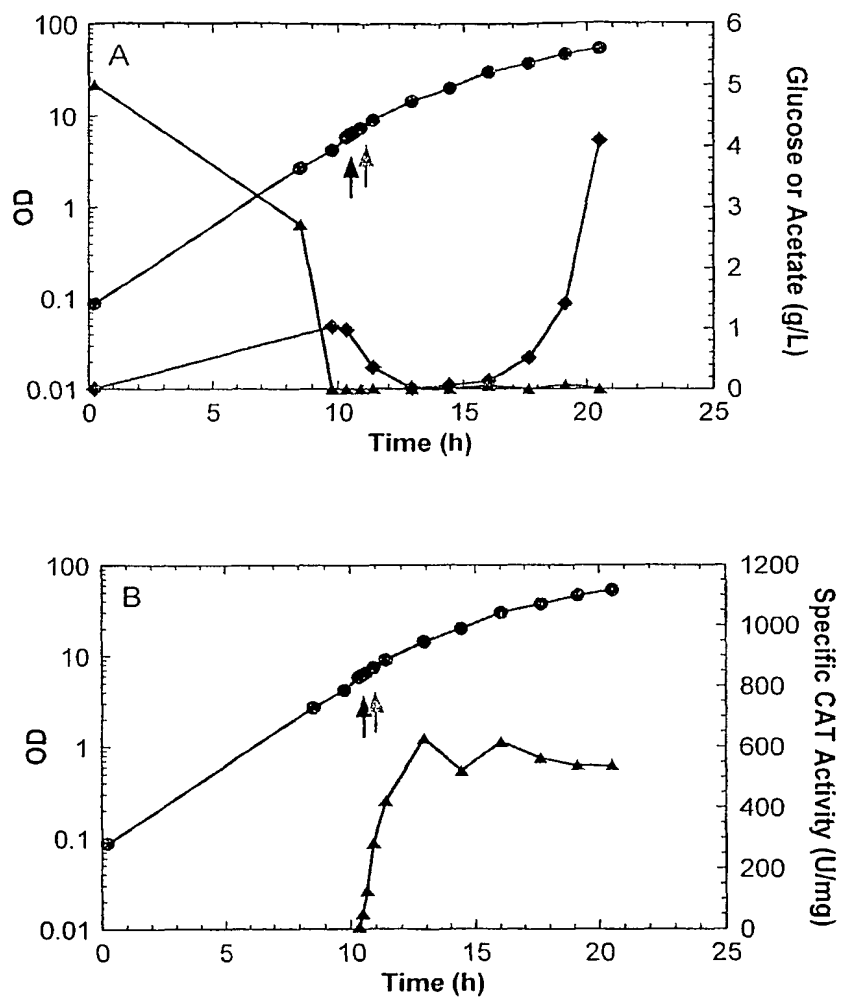 100
10
1
0.1
0.01
OD
A
6
5
4
3
2
1
0
Glucose or Acetate (g/L)
0 5 10 15 20 25
Time (h)
100
10
1
0.1
0.01
OD
B
1200
1000
800
600
400
200
0
Specific CAT Activity (U/mg)
0 5 10 15 20 25
Time (h)